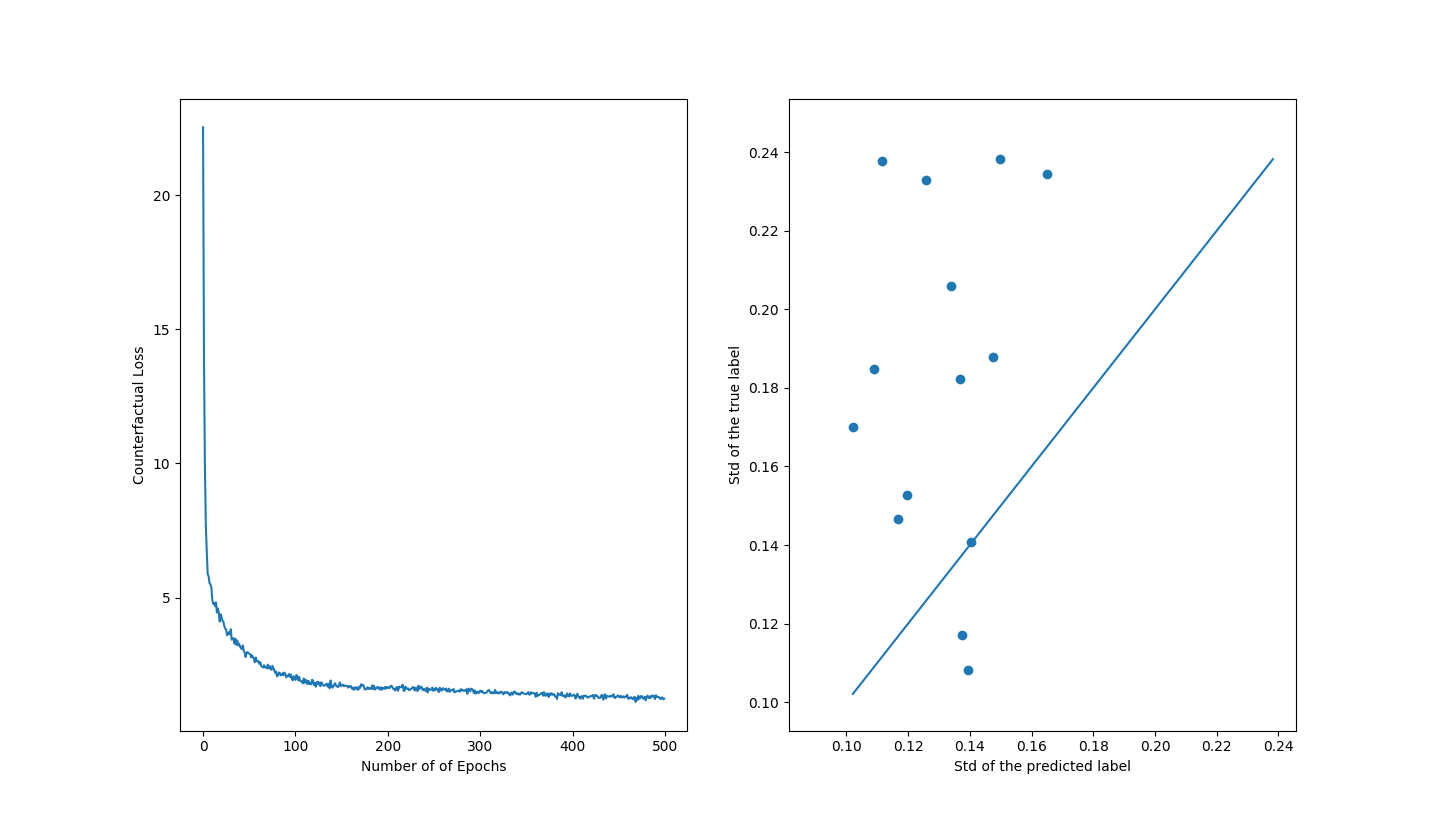 20
15
10
5
0 100 200 300 400 500
Counterfactual Loss
Number of of Epochs
0.24
0.22
0.20
0.18
0.16
0.14
0.12
0.10
0.10 0.12 0.14 0.16 0.18 0.20 0.22 0.24
Std of the true label
Std of the predicted label